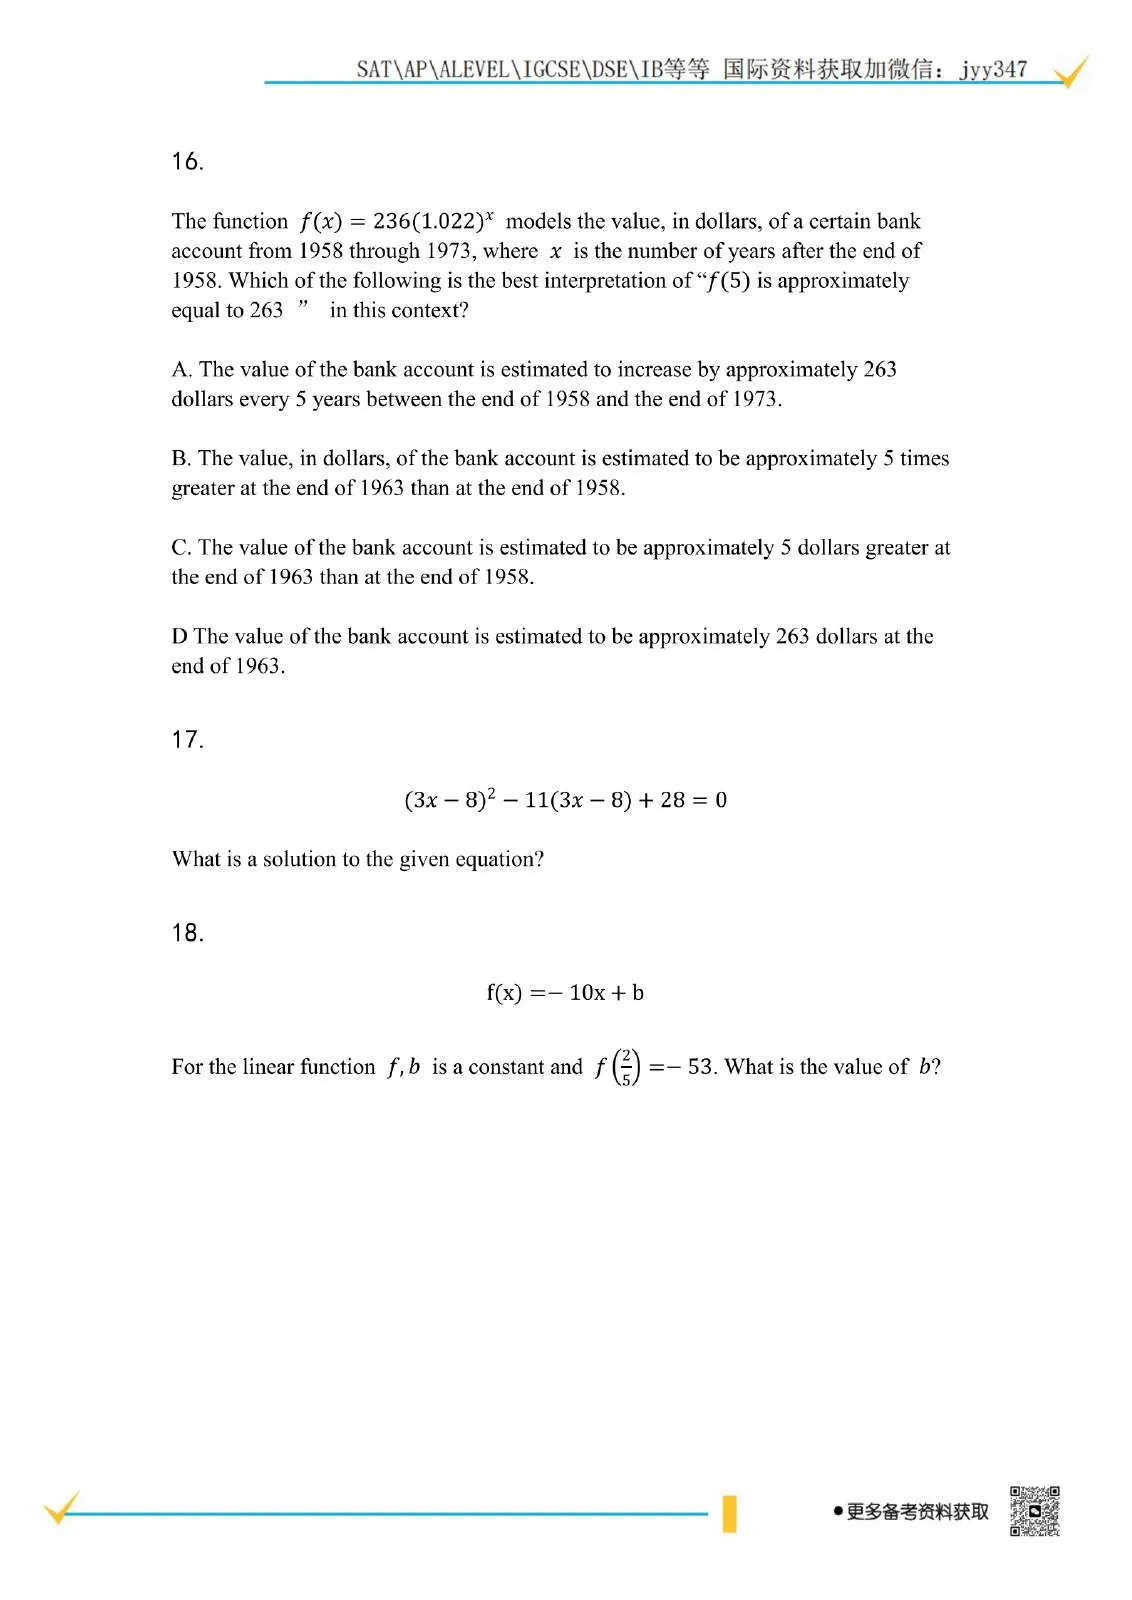 SAT\AP\ALEVEL\IGCSE\DSE\IB等等 国际资料获取加微信：jyy347
16.
The function f(x) = 236(1.022)ˣ models the value, in dollars, of a certain bank
account from 1958 through 1973, where x is the number of years after the end of
1958. Which of the following is the best interpretation of “f(5) is approximately
equal to 263 ” in this context?
A. The value of the bank account is estimated to increase by approximately 263
dollars every 5 years between the end of 1958 and the end of 1973.
B. The value, in dollars, of the bank account is estimated to be approximately 5 times
greater at the end of 1963 than at the end of 1958.
C. The value of the bank account is estimated to be approximately 5 dollars greater at
the end of 1963 than at the end of 1958.
D The value of the bank account is estimated to be approximately 263 dollars at the
end of 1963.
17.
(3x − 8)² − 11(3x − 8) + 28 = 0
What is a solution to the given equation?
18.
f(x) =− 10x + b
For the linear function f, b is a constant and f(2/5) =− 53. What is the value of b?
●更多备考资料获取